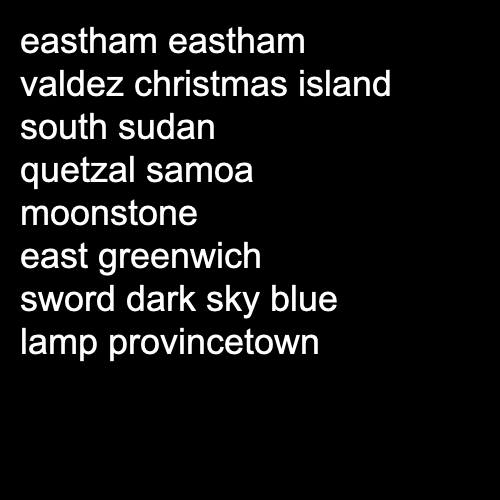 eastham eastham
valdez christmas island
south sudan
quetzal samoa
moonstone
east greenwich
sword dark sky blue
lamp provincetown